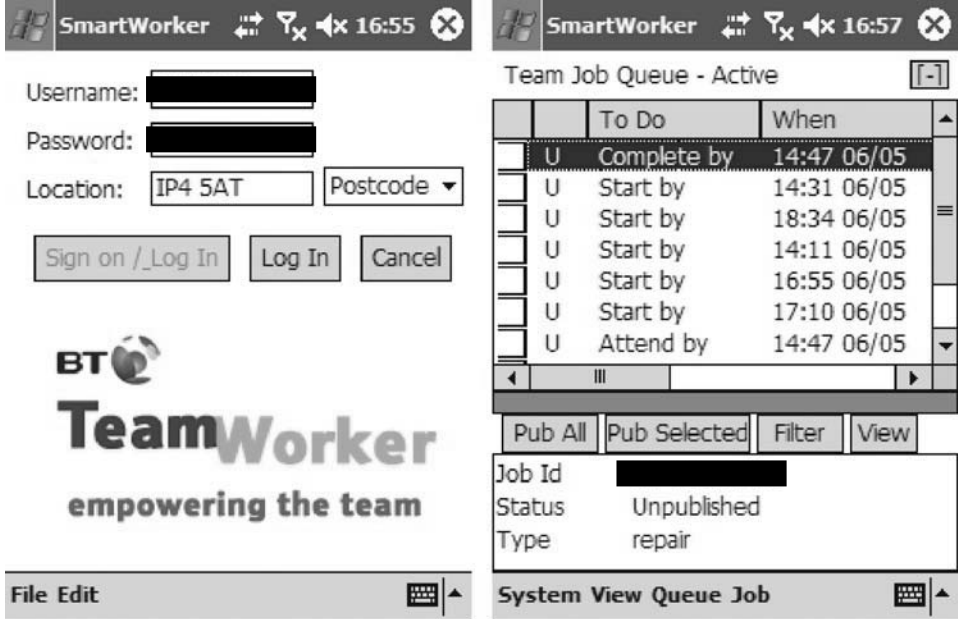 SmartWorker 16:55
Username:
Password:
Location: IP4 5AT Postcode
Sign on /_Log In Log In Cancel
BT
TeamWorker
empowering the team
File Edit
SmartWorker 16:57
Team Job Queue - Active [-]
To Do When
U Complete by 14:47 06/05
U Start by 14:31 06/05
U Start by 18:34 06/05
U Start by 14:11 06/05
U Start by 16:55 06/05
U Start by 17:10 06/05
U Attend by 14:47 06/05
Pub All Pub Selected Filter View
Job Id
Status Unpublished
Type repair
System View Queue Job